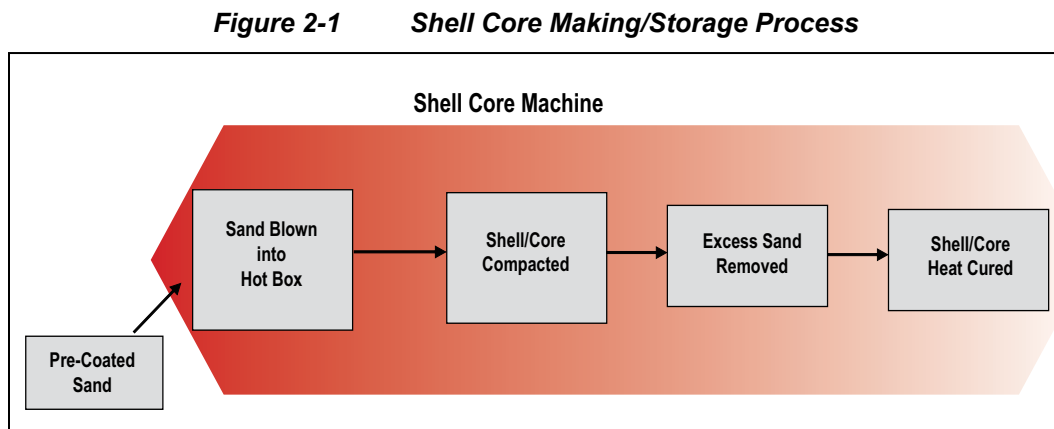 Figure 2-1 Shell Core Making/Storage Process
Shell Core Machine
Pre-Coated
Sand
Sand Blown
into
Hot Box
Shell/Core
Compacted
Excess Sand
Removed
Shell/Core
Heat Cured